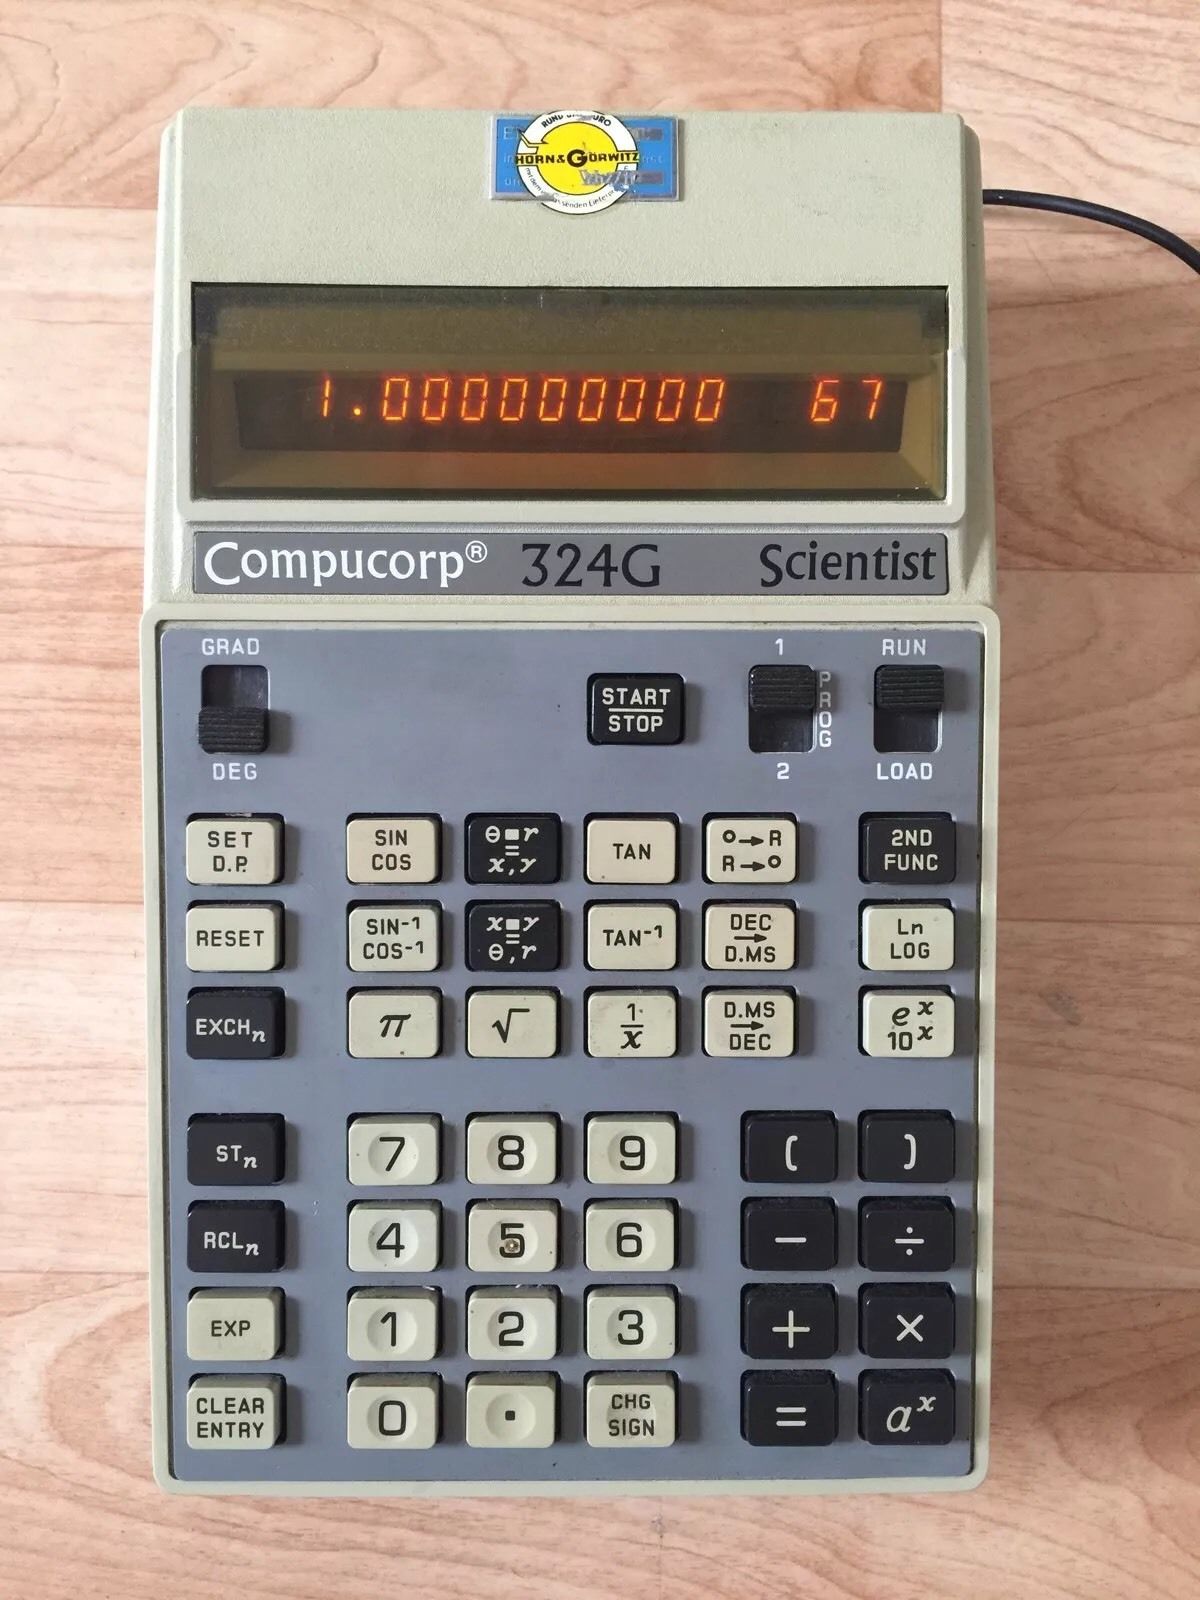 RUND
HORN & GÖRWITZ
1.000000000 67
Compucorp® 324G Scientist
GRAD 1 RUN
START
STOP
PROG
DEG 2 LOAD
SET
D.P.
SIN
COS
θ r
=
x,y
TAN
O→R
R→O
2ND
FUNC
RESET
SIN⁻¹
COS⁻¹
x y
=
θ,r
TAN⁻¹
DEC
→
D.MS
Ln
LOG
EXCHn
π
√
1/x
D.MS
→
DEC
eˣ
10ˣ
STn 7 8 9 ( )
RCLn 4 5 6 − ÷
EXP 1 2 3 + ×
CLEAR
ENTRY
0 .
CHG
SIGN
= aˣ